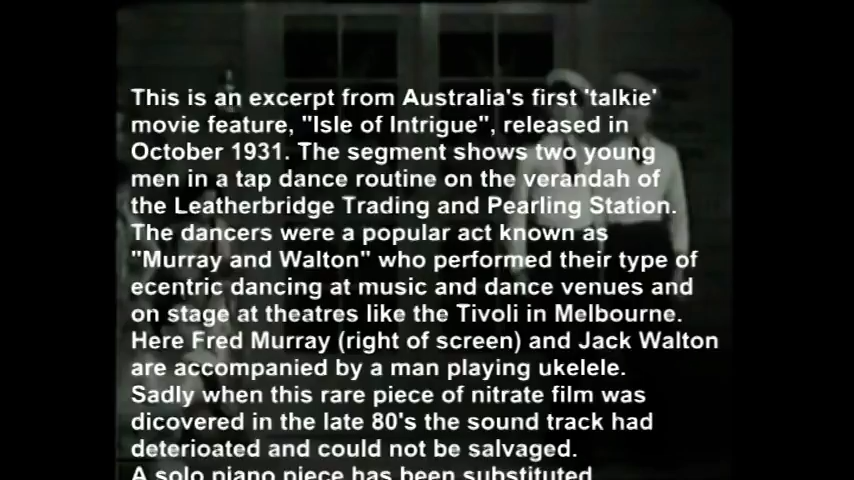 This is an excerpt from Australia's first 'talkie'
movie feature, "Isle of Intrigue", released in
October 1931. The segment shows two young
men in a tap dance routine on the verandah of
the Leatherbridge Trading and Pearling Station.
The dancers were a popular act known as
"Murray and Walton" who performed their type of
ecentric dancing at music and dance venues and
on stage at theatres like the Tivoli in Melbourne.
Here Fred Murray (right of screen) and Jack Walton
are accompanied by a man playing ukelele.
Sadly when this rare piece of nitrate film was
dicovered in the late 80's the sound track had
deterioated and could not be salvaged.
A solo piano piece has been substituted